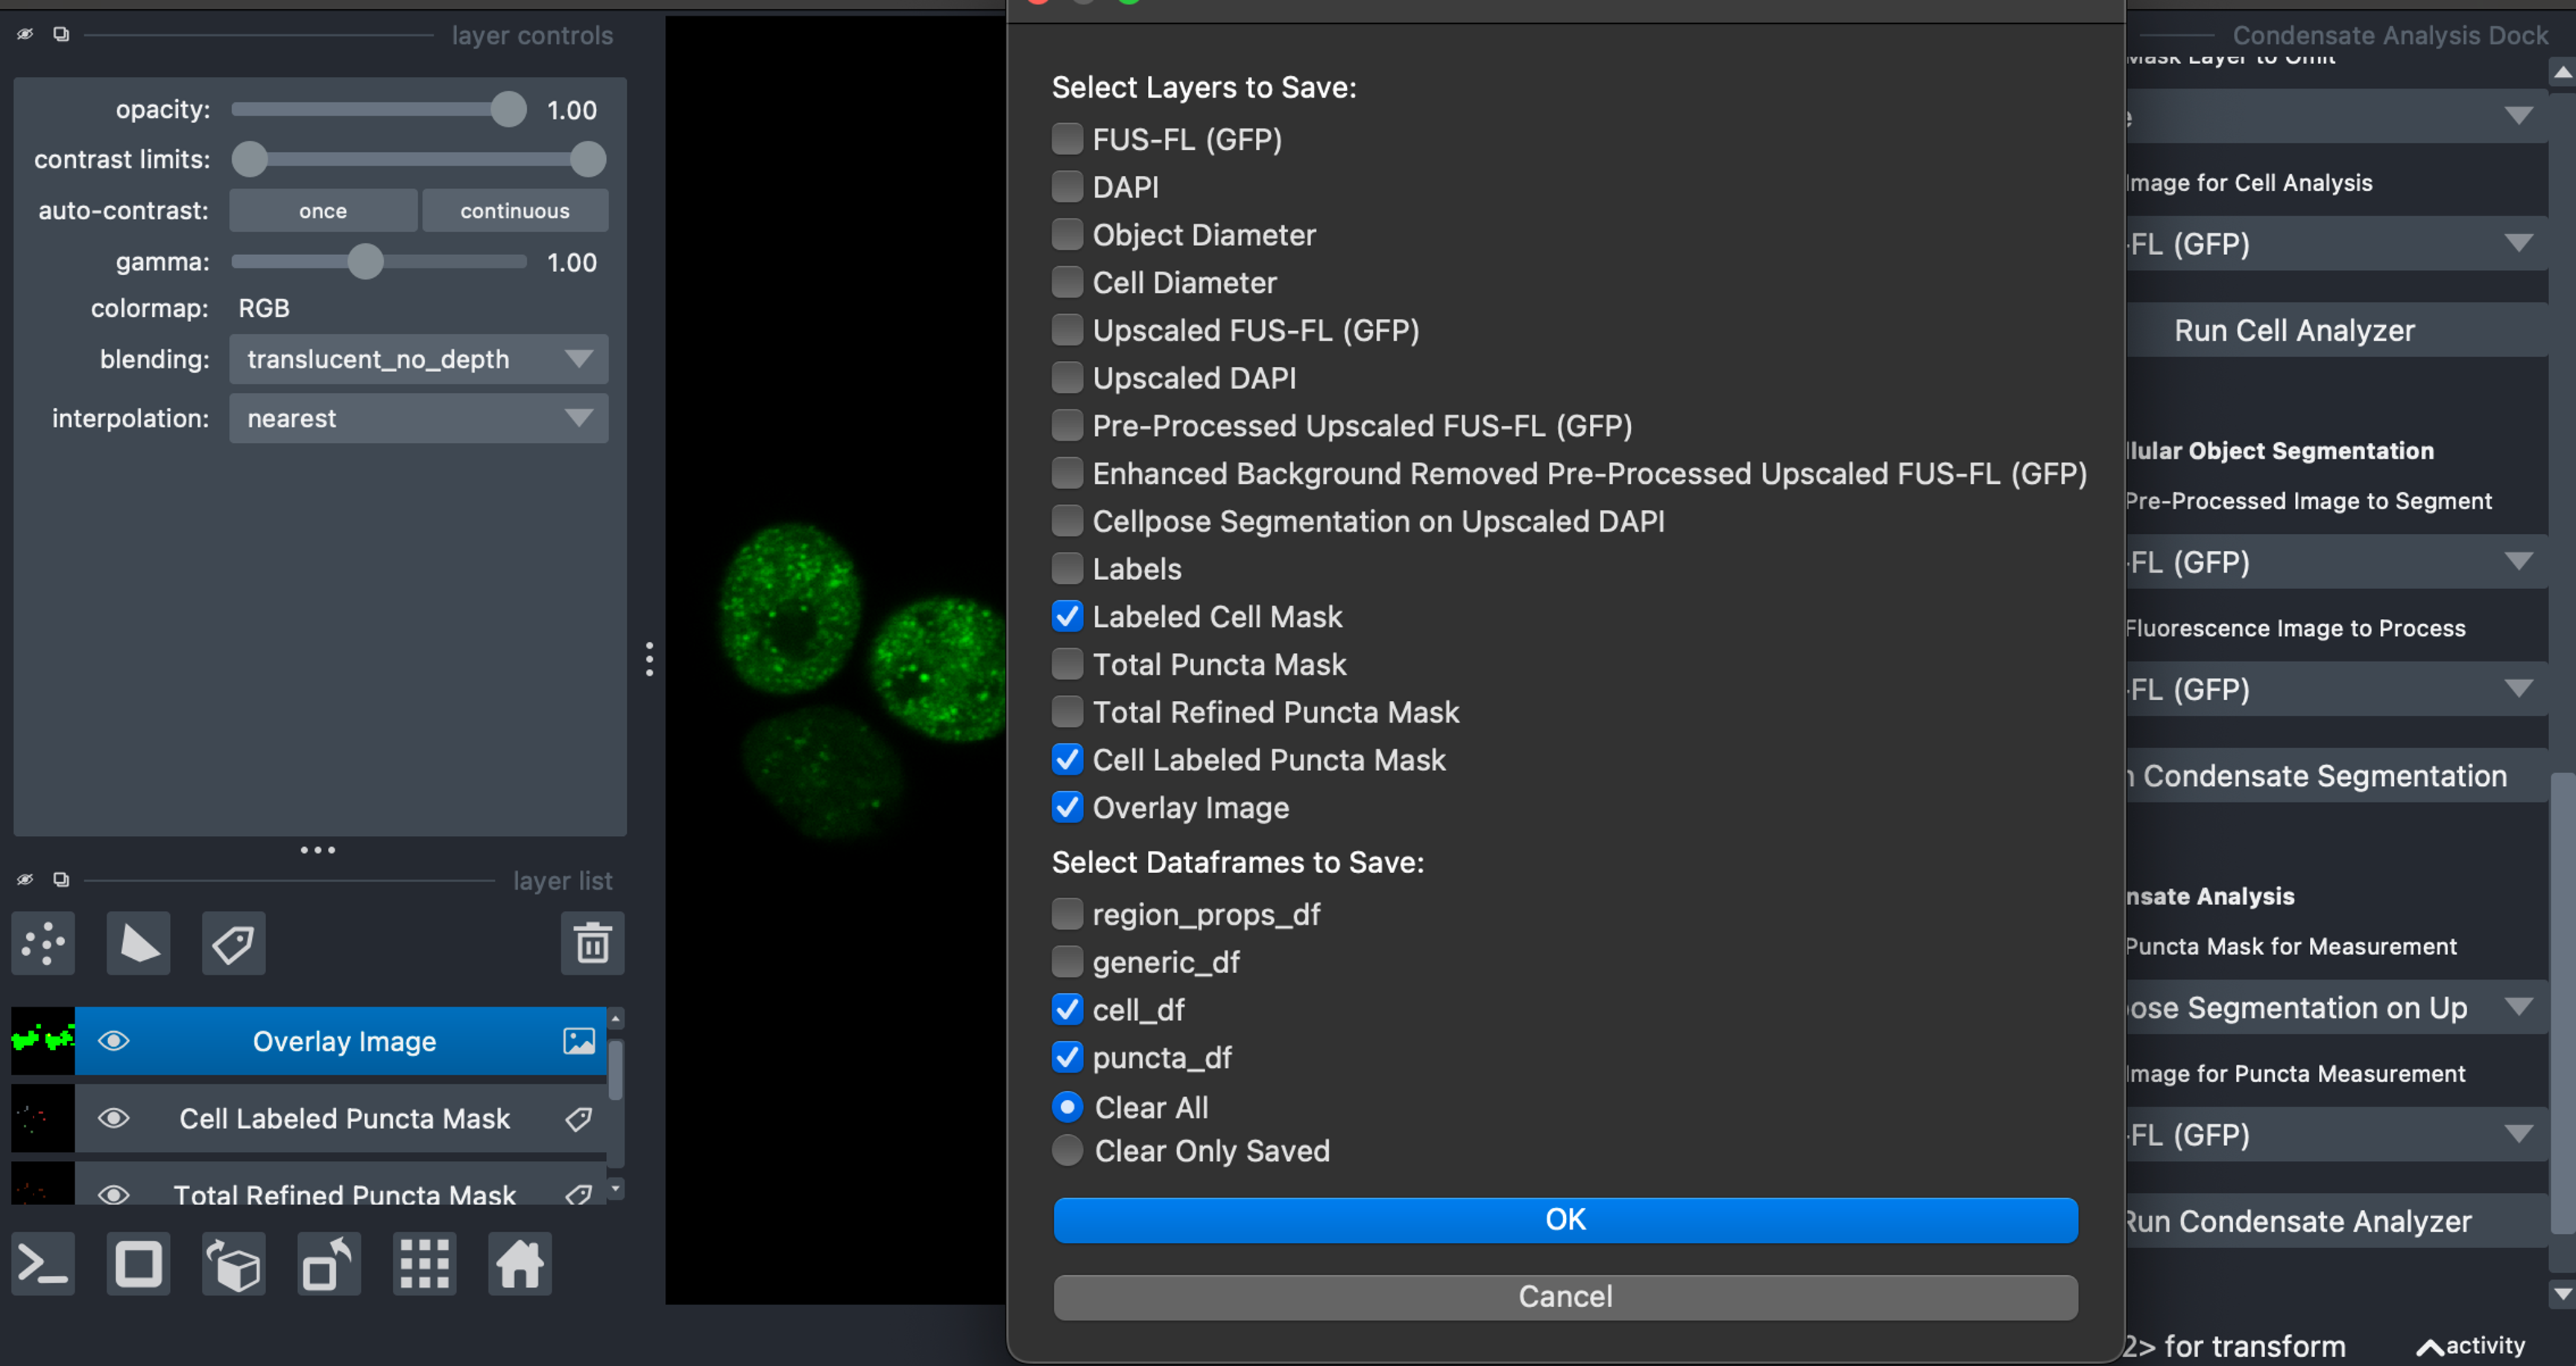 layer controls
opacity: 1.00
contrast limits:
auto-contrast: once continuous
gamma: 1.00
colormap: RGB
blending: translucent_no_depth
interpolation: nearest
layer list
Overlay Image
Cell Labeled Puncta Mask
Total Refined Puncta Mask
Select Layers to Save:
FUS-FL (GFP)
DAPI
Object Diameter
Cell Diameter
Upscaled FUS-FL (GFP)
Upscaled DAPI
Pre-Processed Upscaled FUS-FL (GFP)
Enhanced Background Removed Pre-Processed Upscaled FUS-FL (GFP)
Cellpose Segmentation on Upscaled DAPI
Labels
Labeled Cell Mask
Total Puncta Mask
Total Refined Puncta Mask
Cell Labeled Puncta Mask
Overlay Image
Select Dataframes to Save:
region_props_df
generic_df
cell_df
puncta_df
Clear All
Clear Only Saved
OK
Cancel
Condensate Analysis Dock
Mask Layer to Omit
Image for Cell Analysis
-FL (GFP)
Run Cell Analyzer
llular Object Segmentation
Pre-Processed Image to Segment
-FL (GFP)
Fluorescence Image to Process
-FL (GFP)
n Condensate Segmentation
nsate Analysis
Puncta Mask for Measurement
ose Segmentation on Up
Image for Puncta Measurement
-FL (GFP)
Run Condensate Analyzer
2> for transform
activity